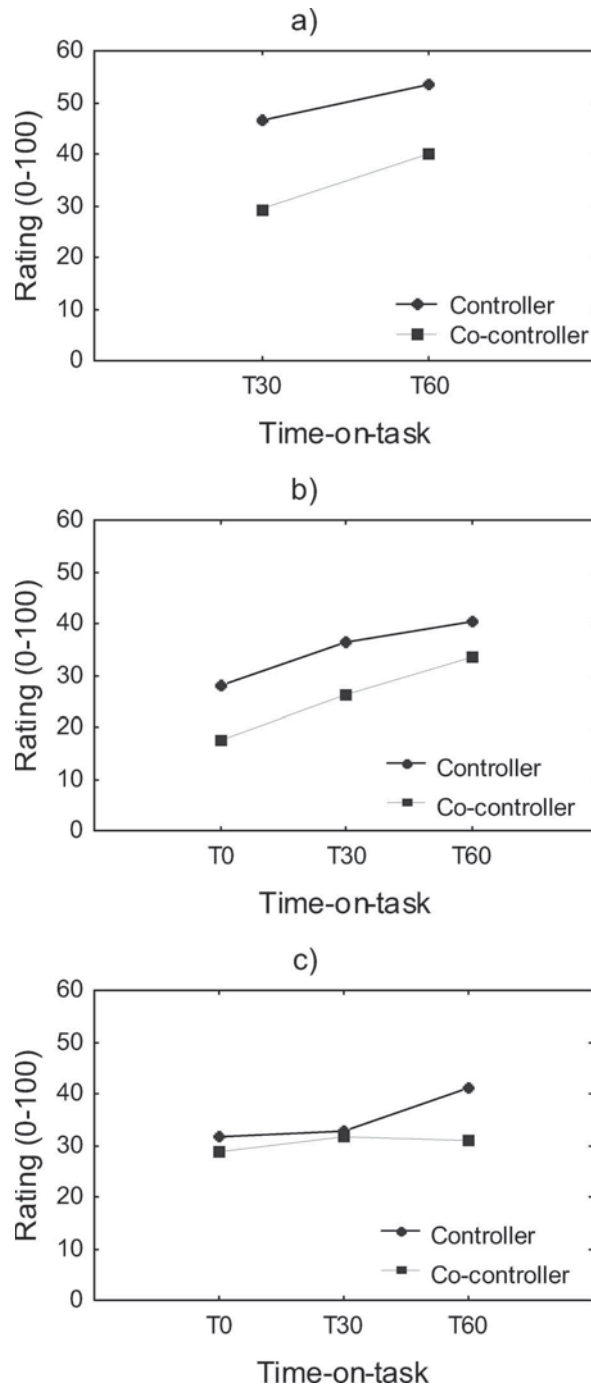 a)
60
50
40
30
20
10
0
Rating (0-100)
Controller
Co-controller
T30 T60
Time-on-task
b)
60
50
40
30
20
10
0
Rating (0-100)
Controller
Co-controller
T0 T30 T60
Time-on-task
c)
60
50
40
30
20
10
0
Rating (0-100)
Controller
Co-controller
T0 T30 T60
Time-on-task